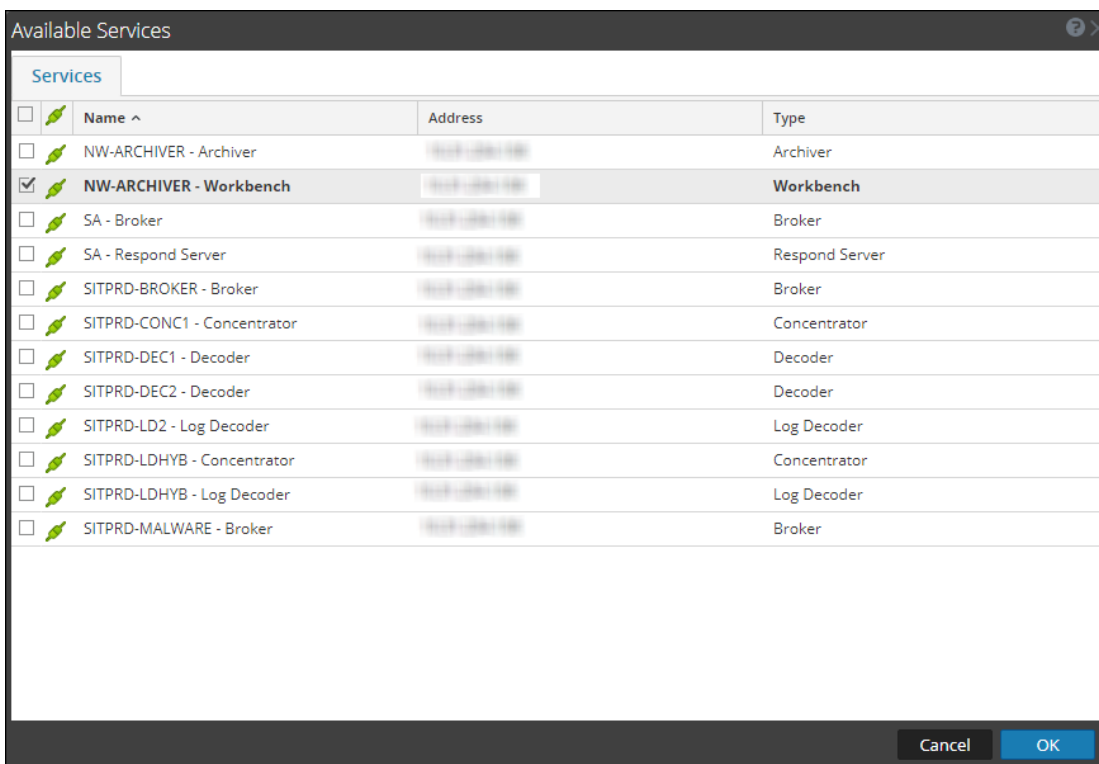 Available Services
Services
Name Address Type
NW-ARCHIVER - Archiver Archiver
NW-ARCHIVER - Workbench Workbench
SA - Broker Broker
SA - Respond Server Respond Server
SITPRD-BROKER - Broker Broker
SITPRD-CONC1 - Concentrator Concentrator
SITPRD-DEC1 - Decoder Decoder
SITPRD-DEC2 - Decoder Decoder
SITPRD-LD2 - Log Decoder Log Decoder
SITPRD-LDHYB - Concentrator Concentrator
SITPRD-LDHYB - Log Decoder Log Decoder
SITPRD-MALWARE - Broker Broker
Cancel OK